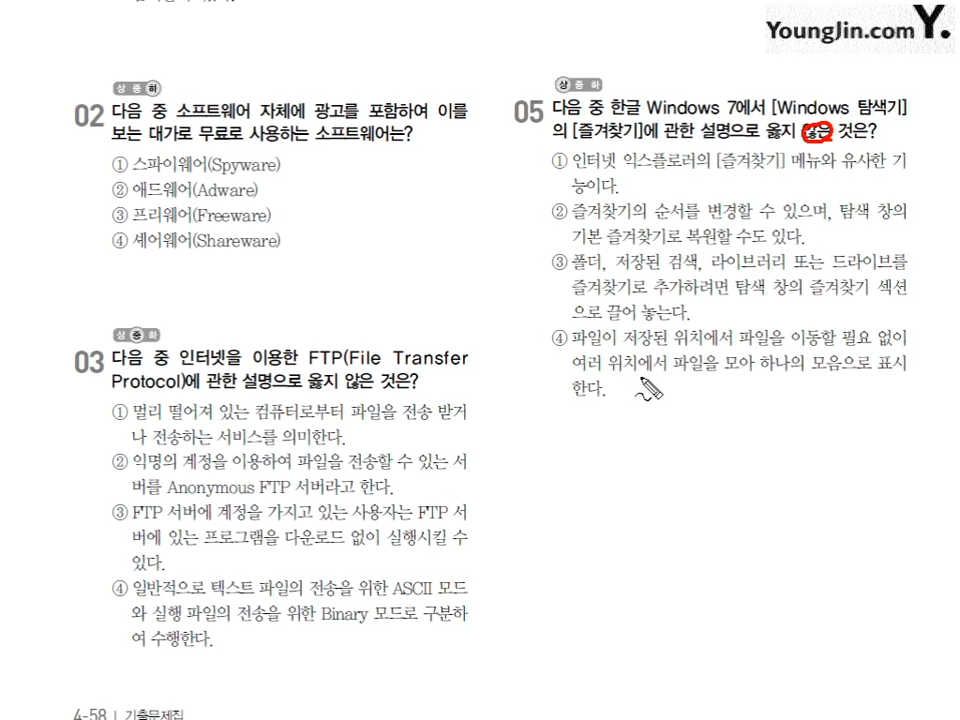 YoungJin.com Y.
상 중 하
02 다음 중 소프트웨어 자체에 광고를 포함하여 이를
보는 대가로 무료로 사용하는 소프트웨어는?
① 스파이웨어(Spyware)
② 애드웨어(Adware)
③ 프리웨어(Freeware)
④ 셰어웨어(Shareware)
상 중 하
03 다음 중 인터넷을 이용한 FTP(File Transfer
Protocol)에 관한 설명으로 옳지 않은 것은?
① 멀리 떨어져 있는 컴퓨터로부터 파일을 전송 받거
나 전송하는 서비스를 의미한다.
② 익명의 계정을 이용하여 파일을 전송할 수 있는 서
버를 Anonymous FTP 서버라고 한다.
③ FTP 서버에 계정을 가지고 있는 사용자는 FTP 서
버에 있는 프로그램을 다운로드 없이 실행시킬 수
있다.
④ 일반적으로 텍스트 파일의 전송을 위한 ASCII 모드
와 실행 파일의 전송을 위한 Binary 모드로 구분하
여 수행한다.
4-58 | 기출문제집
상 중 하
05 다음 중 한글 Windows 7에서 [Windows 탐색기]
의 [즐겨찾기]에 관한 설명으로 옳지 않은 것은?
① 인터넷 익스플로러의 [즐겨찾기] 메뉴와 유사한 기
능이다.
② 즐겨찾기의 순서를 변경할 수 있으며, 탐색 창의
기본 즐겨찾기로 복원할 수도 있다.
③ 폴더, 저장된 검색, 라이브러리 또는 드라이브를
즐겨찾기로 추가하려면 탐색 창의 즐겨찾기 섹션
으로 끌어 놓는다.
④ 파일이 저장된 위치에서 파일을 이동할 필요 없이
여러 위치에서 파일을 모아 하나의 모음으로 표시
한다.